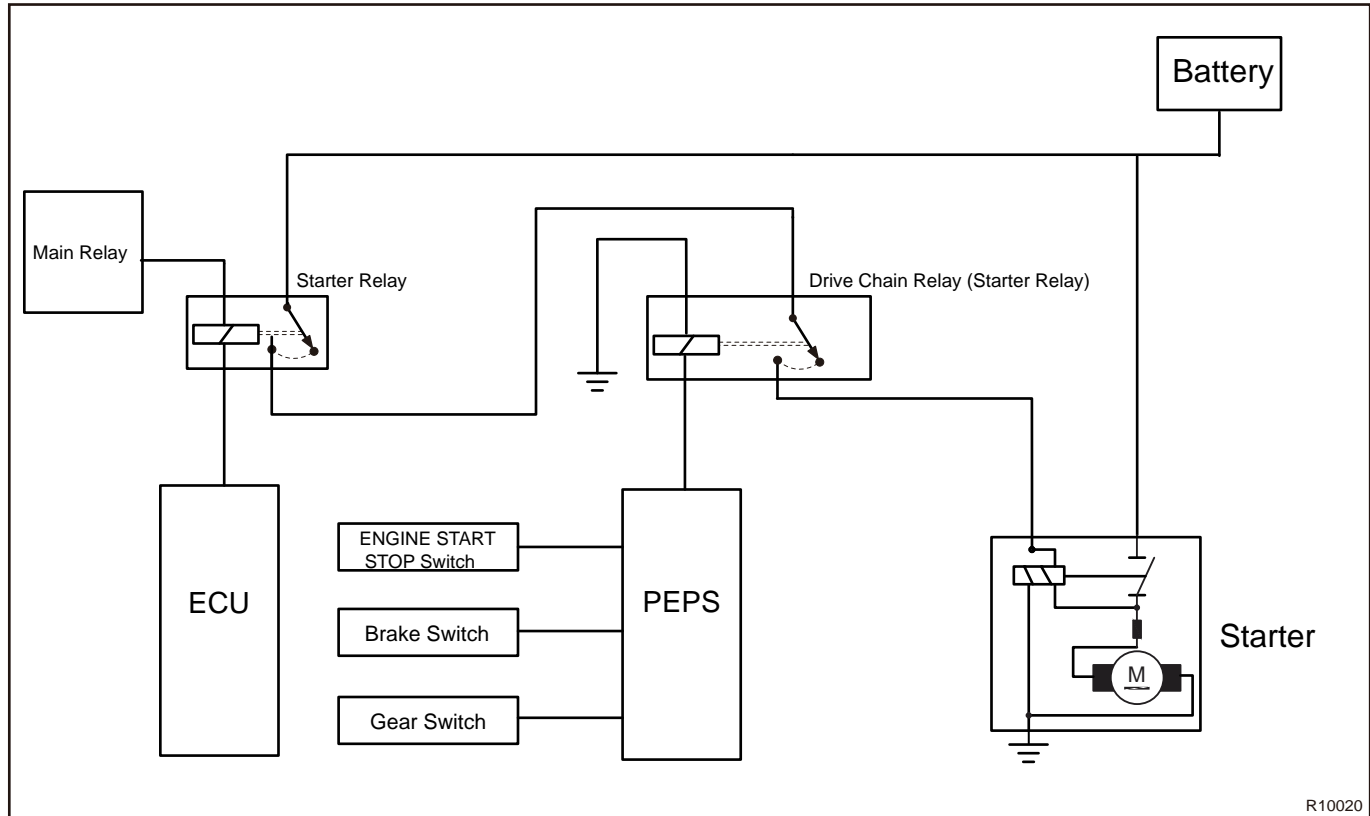 Battery
Main Relay
Starter Relay
Drive Chain Relay (Starter Relay)
ECU
ENGINE START
STOP Switch
Brake Switch
Gear Switch
PEPS
M
Starter
R10020